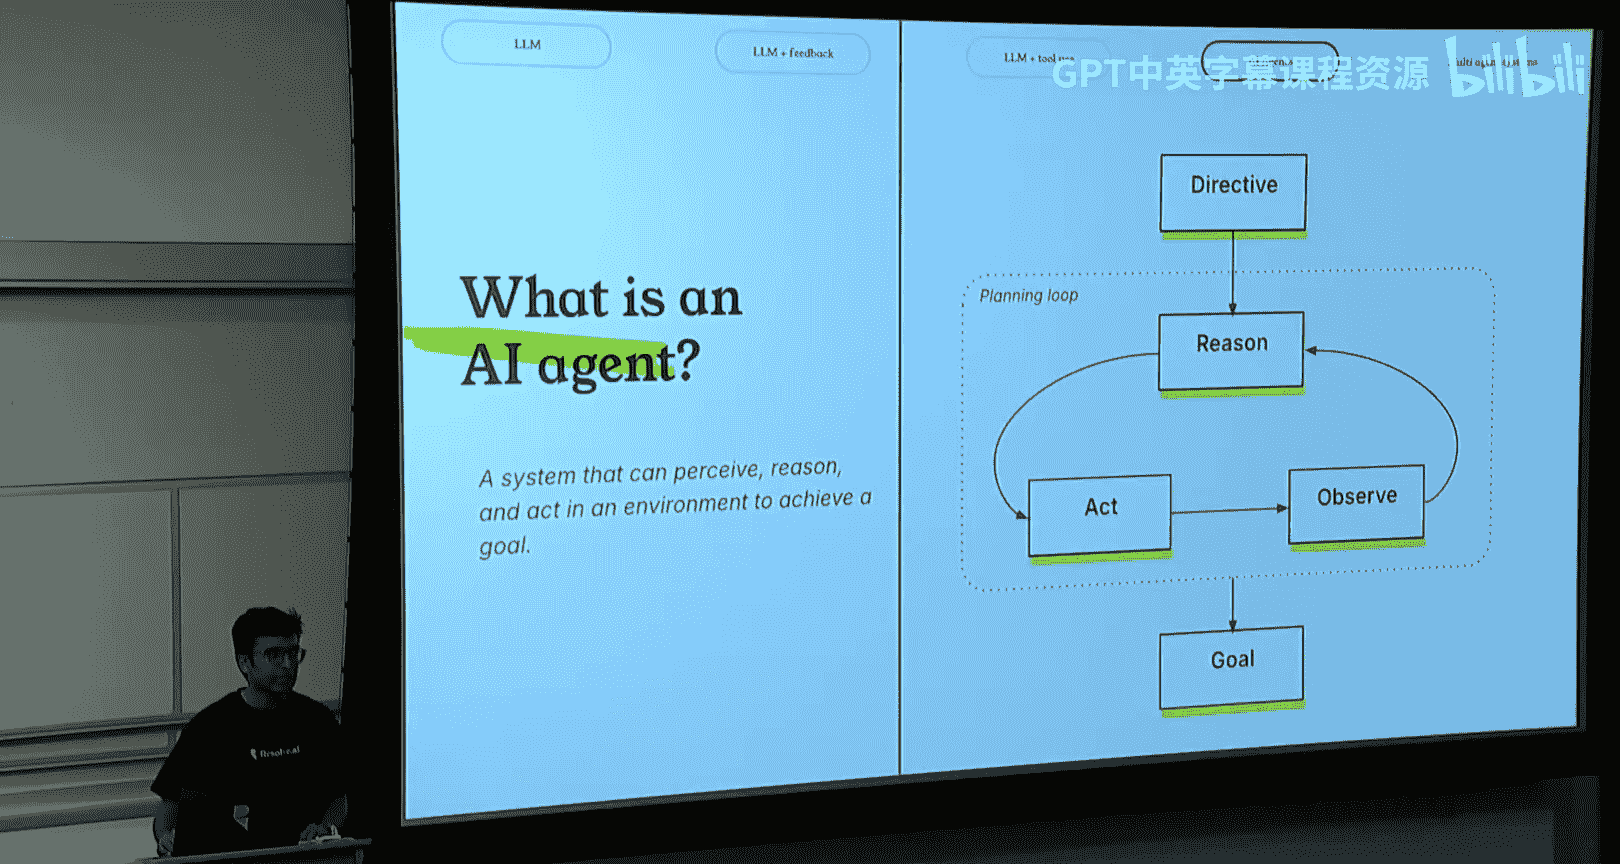 LLM
LLM + feedback
LLM + tool
GPT中英字幕课程资源
bilibili
What is an
AI agent?
A system that can perceive, reason,
and act in an environment to achieve a
goal.
Directive
Planning loop
Reason
Act
Observe
Goal